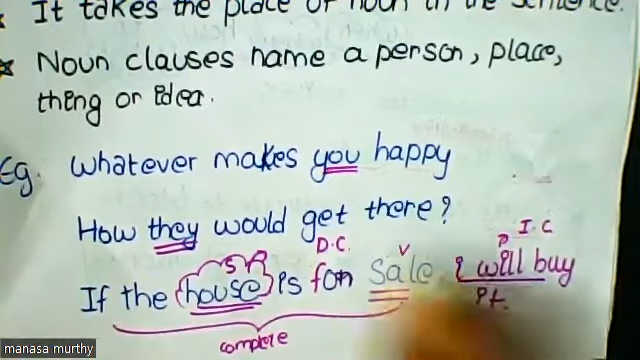 It takes the place of noun in the sentence.
Noun clauses name a person, place,
thing or idea.
Eg. Whatever makes you happy
How they would get there?
I.C
D.C. V P
S
If the house is for sale I will buy
it.
complete
manasa murthy